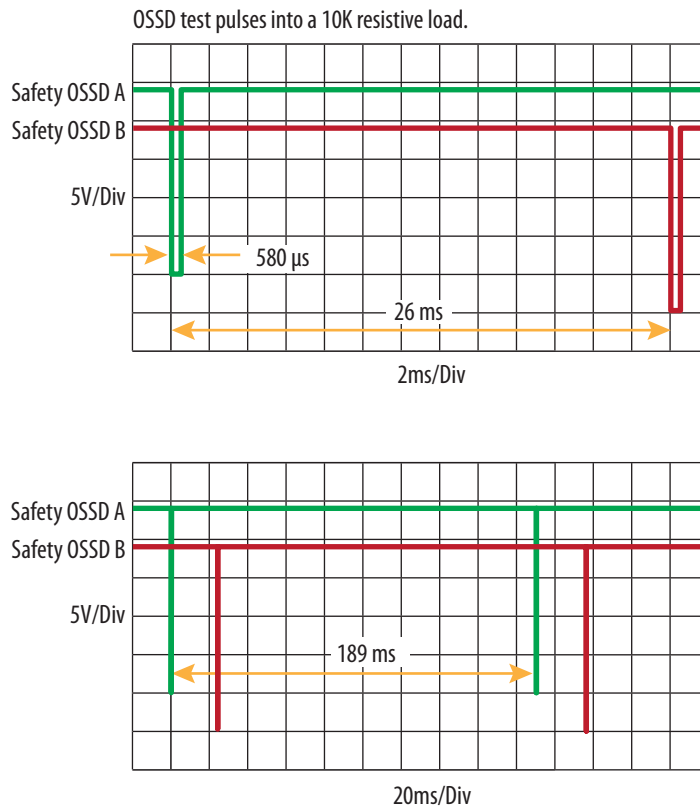 OSSD test pulses into a 10K resistive load.
Safety OSSD A
Safety OSSD B
5V/Div
580 µs
26 ms
2ms/Div
Safety OSSD A
Safety OSSD B
5V/Div
189 ms
20ms/Div